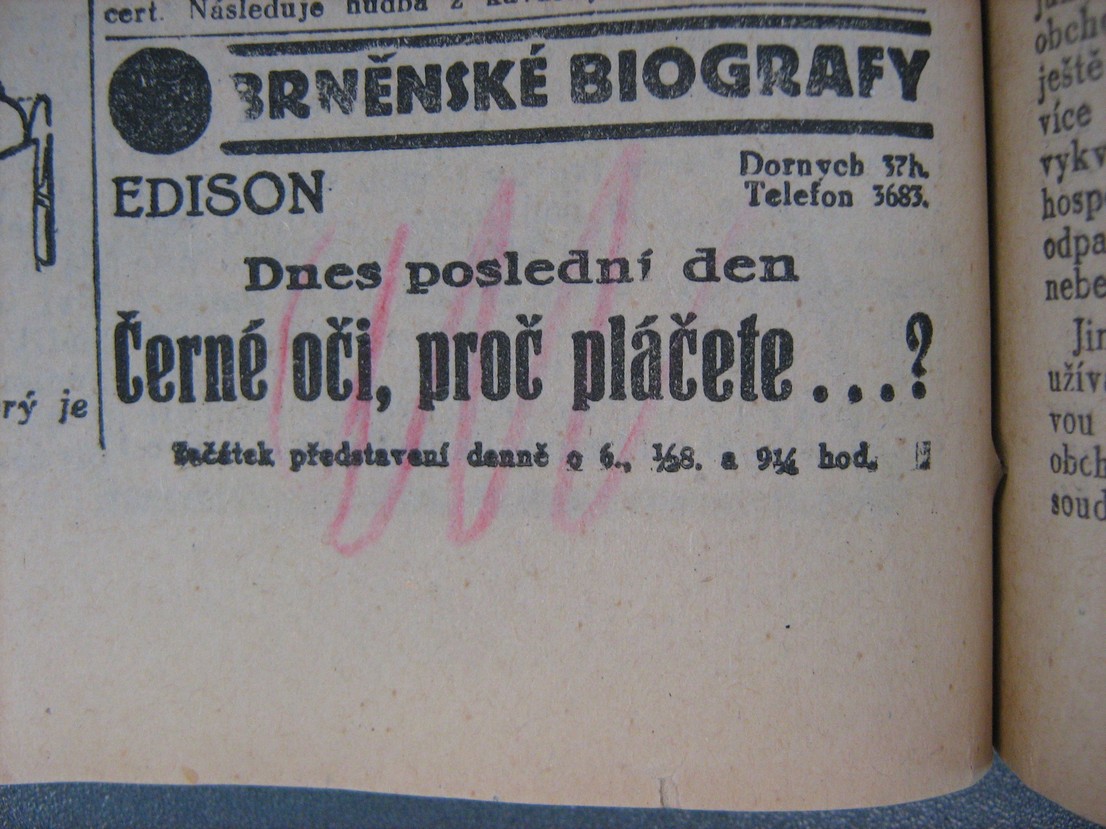 cert. Následuje hudba z
BRNĚNSKÉ BIOGRAFY
EDISON
Dornych 37h.
Telefon 3683.
Dnes poslední den
Černé oči, proč pláčete...?
Začátek představení denně o 6., ½8. a 9¼ hod.
rý je
obch
ještě
více
vykv
hosp
odpa
nebe
Jin
užív
vou
obch
soud